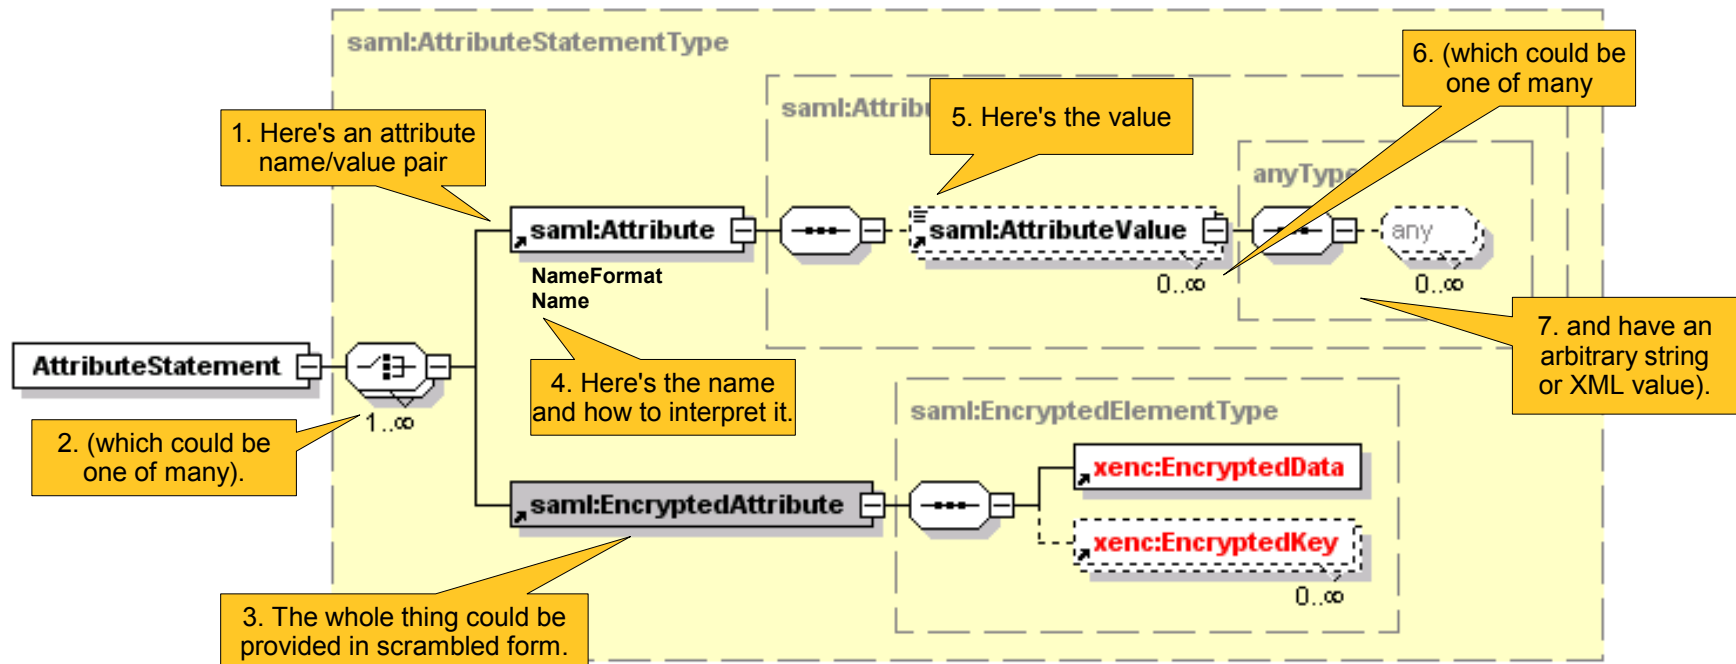 saml:AttributeStatementType
6. (which could be
one of many
saml:Attrib
5. Here's the value
1. Here's an attribute
name/value pair
anyType
saml:Attribute
saml:AttributeValue
any
NameFormat
Name
0..∞
0..∞
7. and have an
arbitrary string
or XML value).
AttributeStatement
4. Here's the name
and how to interpret it.
1..∞
saml:EncryptedElementType
2. (which could be
one of many).
xenc:EncryptedData
saml:EncryptedAttribute
xenc:EncryptedKey
0..∞
3. The whole thing could be
provided in scrambled form.